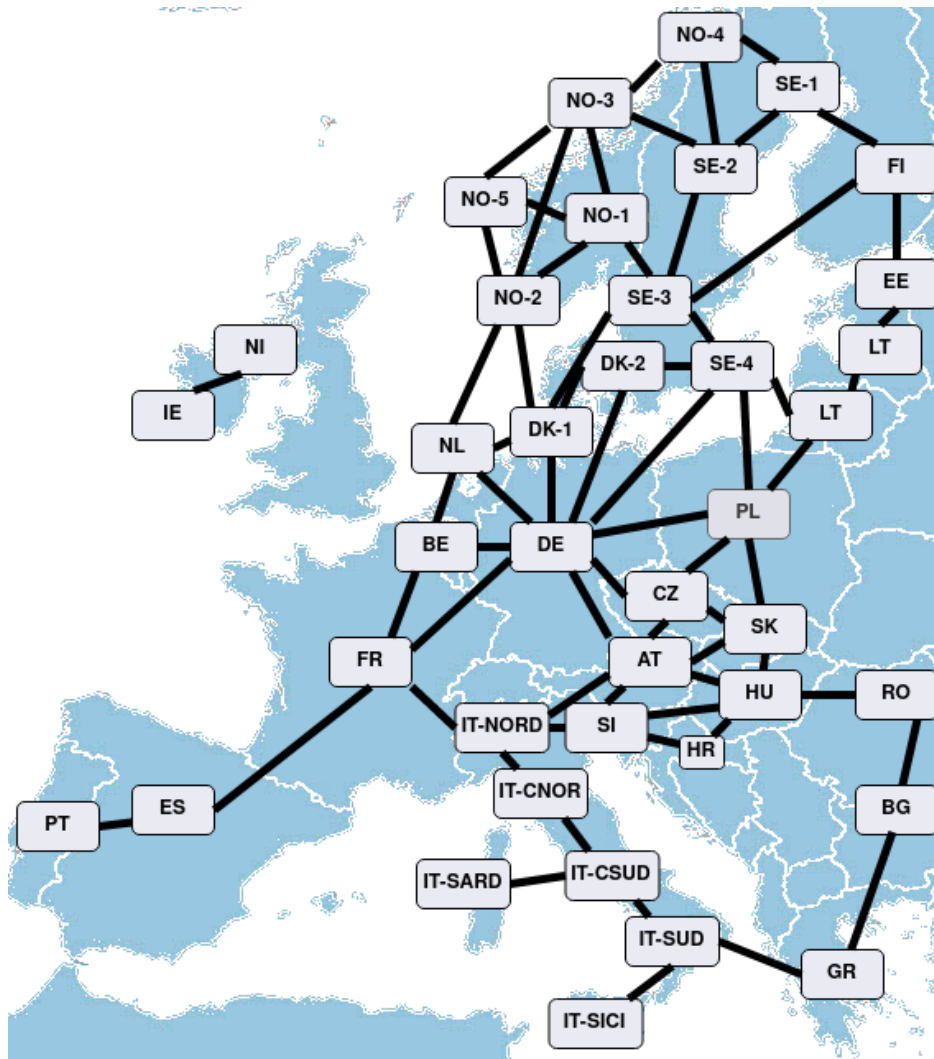 NO-4
SE-1
NO-3
SE-2
FI
NO-5
NO-1
EE
NO-2
SE-3
NI
LT
DK-2
SE-4
IE
LT
DK-1
NL
PL
BE
DE
CZ
SK
FR
AT
HU
RO
IT-NORD
SI
HR
IT-CNOR
ES
BG
PT
IT-SARD
IT-CSUD
IT-SUD
GR
IT-SICI